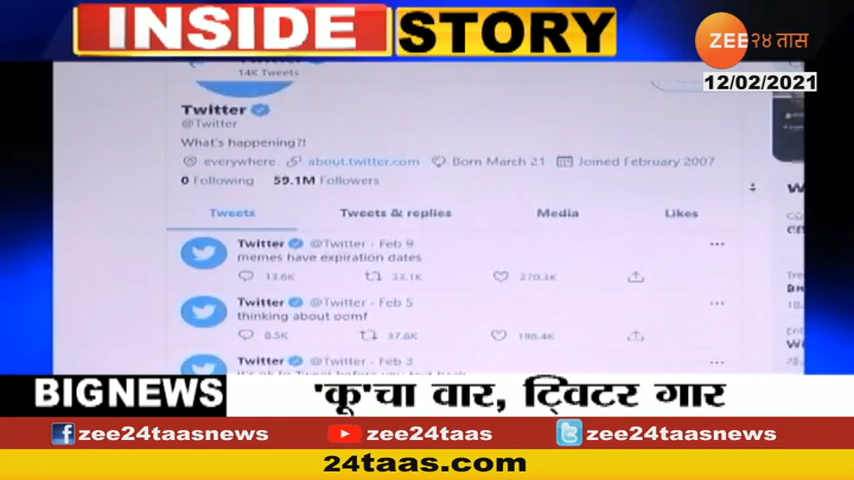 INSIDE STORY
ZEE २४ तास
12/02/2021
14K Tweets
Twitter
@Twitter
What's happening?!
everywhere about.twitter.com Born March 21 Joined February 2007
0 Following 59.1M Followers
Tweets Tweets & replies Media Likes
Twitter @Twitter · Feb 9
memes have expiration dates
13.6K 33.1K 270.3K
Twitter @Twitter · Feb 5
thinking about oomf
37.6K 198.4K
Twitter @Twitter · Feb 3
BIG NEWS 'कू'चा वार, ट्विटर गार
zee24taasnews zee24taas zee24taasnews
24taas.com